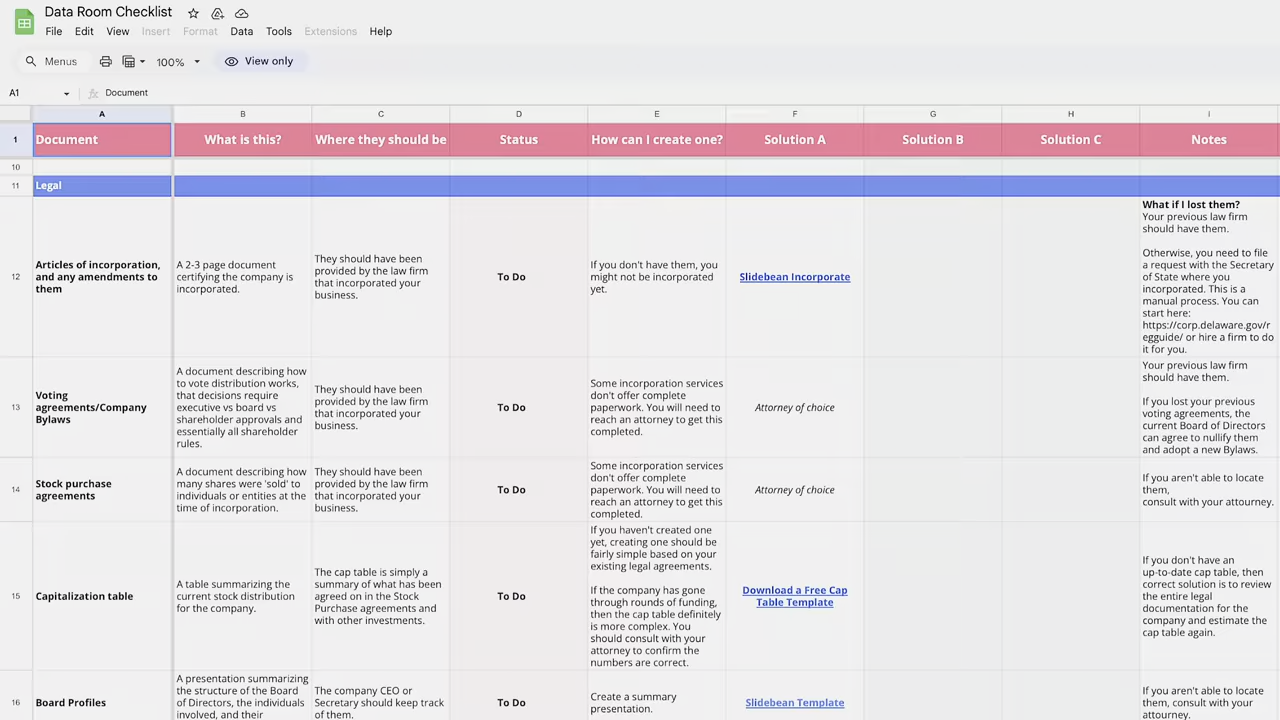 Data Room Checklist
File Edit View Insert Format Data Tools Extensions Help
Menus 100% View only
A1 fx Document
A B C D E F G H I
1 Document What is this? Where they should be Status How can I create one? Solution A Solution B Solution C Notes
10
11 Legal
12
Articles of incorporation,
and any amendments to
them
A 2-3 page document
certifying the company is
incorporated.
They should have been
provided by the law firm
that incorporated your
business.
To Do
If you don't have them, you
might not be incorporated
yet.
Slidebean Incorporate
What if I lost them?
Your previous law firm
should have them.
Otherwise, you need to file
a request with the Secretary
of State where you
incorporated. This is a
manual process. You can
start here:
https://corp.delaware.gov/r
egguide/ or hire a firm to do
it for you.
13
Voting
agreements/Company
Bylaws
A document describing how
to vote distribution works,
that decisions require
executive vs board vs
shareholder approvals and
essentially all shareholder
rules.
They should have been
provided by the law firm
that incorporated your
business.
To Do
Some incorporation services
don't offer complete
paperwork. You will need to
reach an attorney to get this
completed.
Attorney of choice
Your previous law firm
should have them.
If you lost your previous
voting agreements, the
current Board of Directors
can agree to nullify them
and adopt a new Bylaws.
14
Stock purchase
agreements
A document describing how
many shares were 'sold' to
individuals or entities at the
time of incorporation.
They should have been
provided by the law firm
that incorporated your
business.
To Do
Some incorporation services
don't offer complete
paperwork. You will need to
reach an attorney to get this
completed.
Attorney of choice
If you aren't able to locate
them,
consult with your attourney.
15
Capitalization table
A table summarizing the
current stock distribution
for the company.
The cap table is simply a
summary of what has been
agreed on in the Stock
Purchase agreements and
with other investments.
To Do
If you haven't created one
yet, creating one should be
fairly simple based on your
existing legal agreements.
If the company has gone
through rounds of funding,
then the cap table definitely
is more complex. You
should consult with your
attorney to confirm the
numbers are correct.
Download a Free Cap
Table Template
If you don't have an
up-to-date cap table, then
correct solution is to review
the entire legal
documentation for the
company and estimate the
cap table again.
16
Board Profiles
A presentation summarizing
the structure of the Board
of Directors, the individuals
involved, and their
The company CEO or
Secretary should keep track
of them.
To Do
Create a summary
presentation.
Slidebean Template
If you aren't able to locate
them, consult with your
attorney.